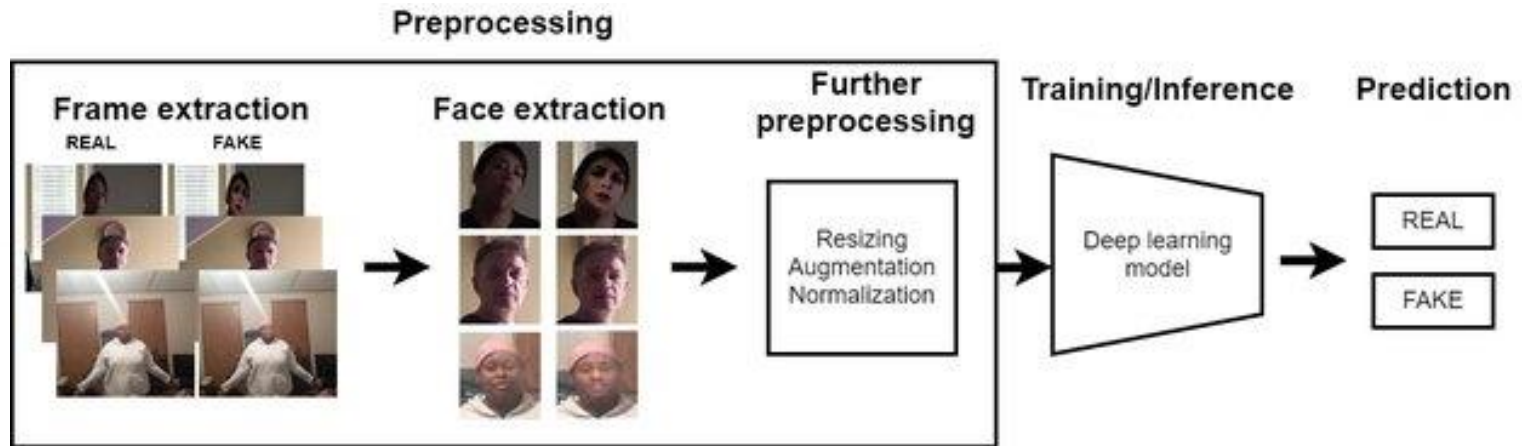 Preprocessing
Frame extraction
REAL
FAKE
Face extraction
Further
preprocessing
Resizing
Augmentation
Normalization
Training/Inference
Deep learning
model
Prediction
REAL
FAKE